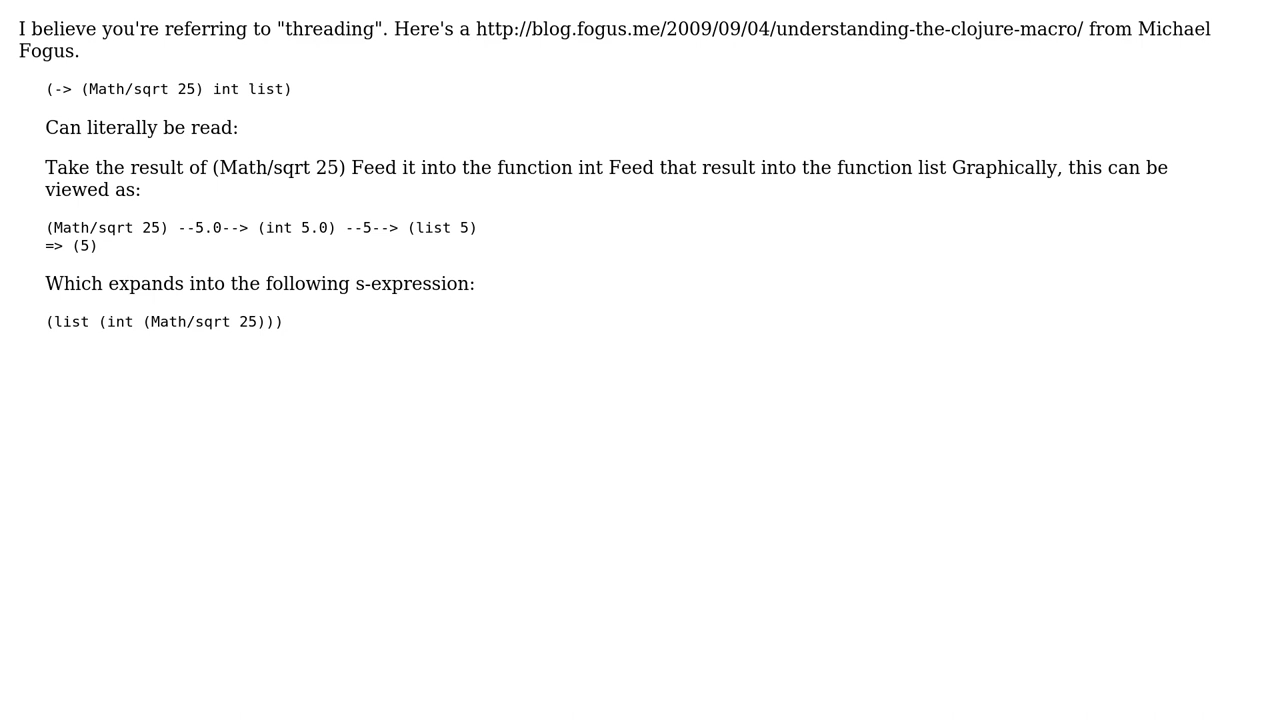 I believe you're referring to "threading". Here's a http://blog.fogus.me/2009/09/04/understanding-the-clojure-macro/ from Michael
Fogus.
(-> (Math/sqrt 25) int list)
Can literally be read:
Take the result of (Math/sqrt 25) Feed it into the function int Feed that result into the function list Graphically, this can be
viewed as:
(Math/sqrt 25) --5.0--> (int 5.0) --5--> (list 5)
=> (5)
Which expands into the following s-expression:
(list (int (Math/sqrt 25)))